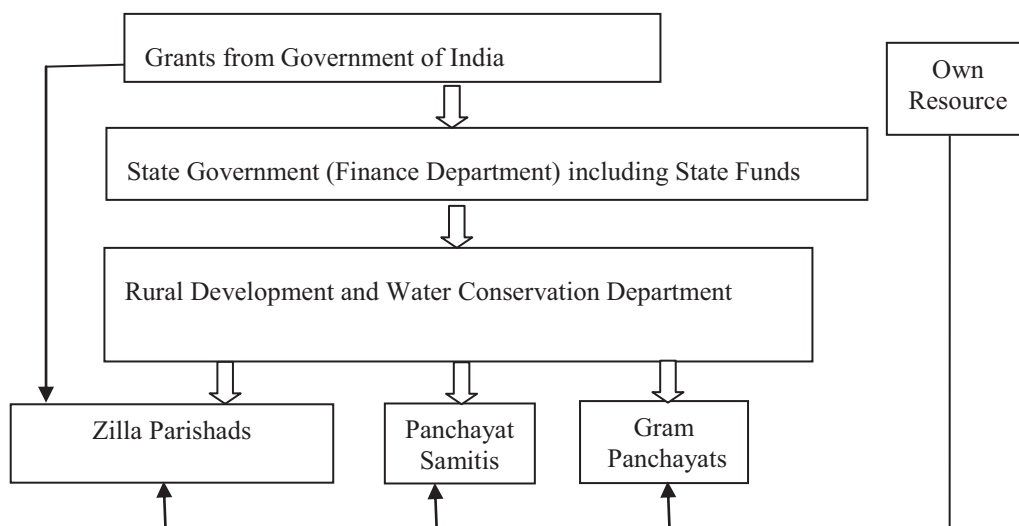 Grants from Government of India
Own
Resource
State Government (Finance Department) including State Funds
Rural Development and Water Conservation Department
Zilla Parishads
Panchayat
Samitis
Gram
Panchayats